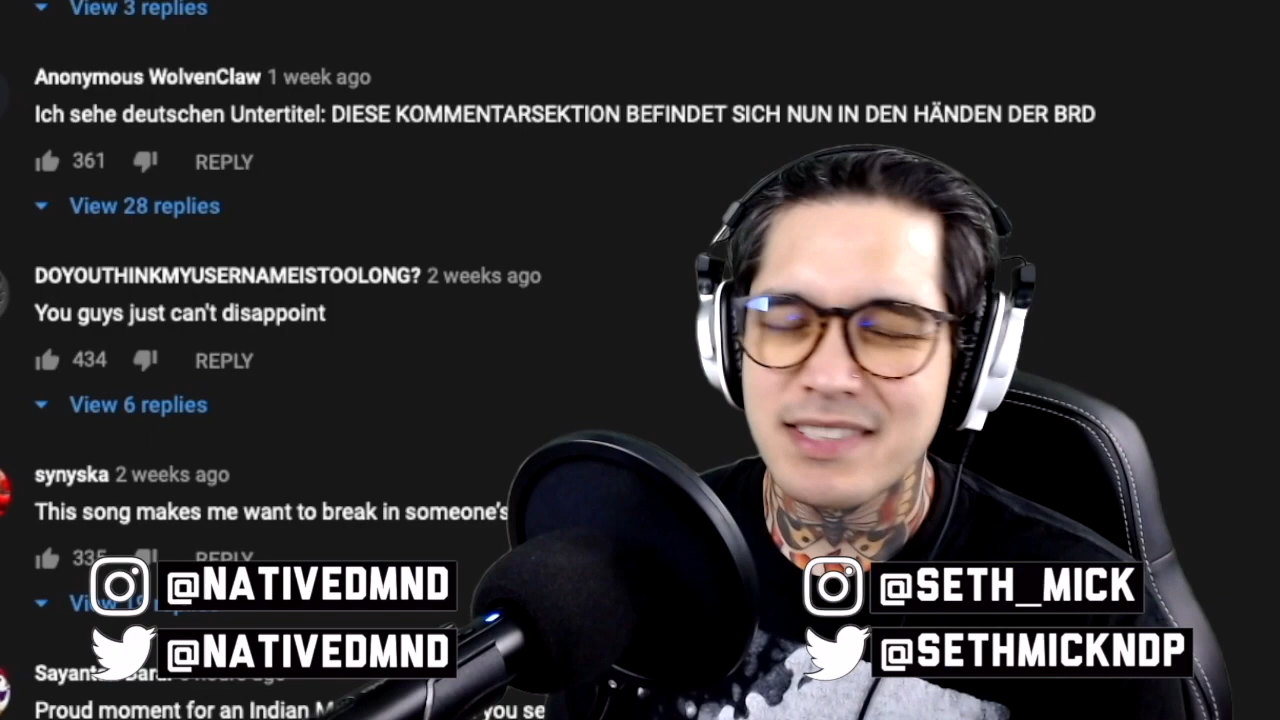 View 3 replies
Anonymous WolvenClaw 1 week ago
Ich sehe deutschen Untertitel: DIESE KOMMENTARSEKTION BEFINDET SICH NUN IN DEN HÄNDEN DER BRD
361 REPLY
View 28 replies
DOYOUTHINKMYUSERNAMEISTOOLONG? 2 weeks ago
You guys just can't disappoint
434 REPLY
View 6 replies
synyska 2 weeks ago
This song makes me want to break in someone's
335 REPLY
@NATIVEDMND
@SETH_MICK
@NATIVEDMND
@SETHMICKNDP
Proud moment for an Indian